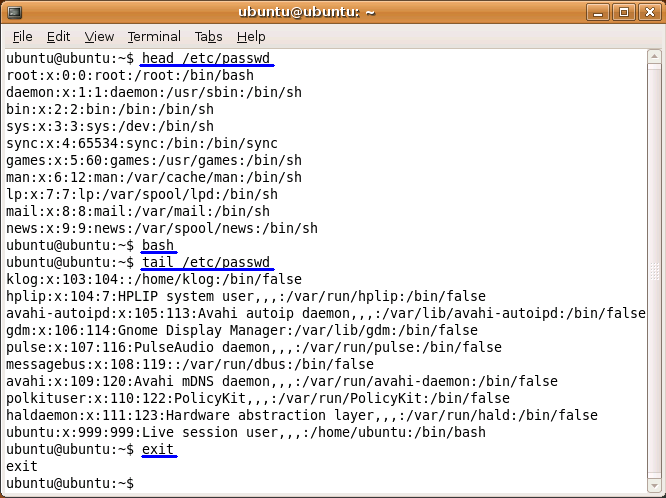 ubuntu@ubuntu: ~
File Edit View Terminal Tabs Help
ubuntu@ubuntu:~$ head /etc/passwd
root:x:0:0:root:/root:/bin/bash
daemon:x:1:1:daemon:/usr/sbin:/bin/sh
bin:x:2:2:bin:/bin:/bin/sh
sys:x:3:3:sys:/dev:/bin/sh
sync:x:4:65534:sync:/bin:/bin/sync
games:x:5:60:games:/usr/games:/bin/sh
man:x:6:12:man:/var/cache/man:/bin/sh
lp:x:7:7:lp:/var/spool/lpd:/bin/sh
mail:x:8:8:mail:/var/mail:/bin/sh
news:x:9:9:news:/var/spool/news:/bin/sh
ubuntu@ubuntu:~$ bash
ubuntu@ubuntu:~$ tail /etc/passwd
klog:x:103:104::/home/klog:/bin/false
hplip:x:104:7:HPLIP system user,,,:/var/run/hplip:/bin/false
avahi-autoipd:x:105:113:Avahi autoip daemon,,,:/var/lib/avahi-autoipd:/bin/false
gdm:x:106:114:Gnome Display Manager:/var/lib/gdm:/bin/false
pulse:x:107:116:PulseAudio daemon,,,:/var/run/pulse:/bin/false
messagebus:x:108:119::/var/run/dbus:/bin/false
avahi:x:109:120:Avahi mDNS daemon,,,:/var/run/avahi-daemon:/bin/false
polkituser:x:110:122:PolicyKit,,,:/var/run/PolicyKit:/bin/false
haldaemon:x:111:123:Hardware abstraction layer,,,:/var/run/hald:/bin/false
ubuntu:x:999:999:Live session user,,,:/home/ubuntu:/bin/bash
ubuntu@ubuntu:~$ exit
exit
ubuntu@ubuntu:~$